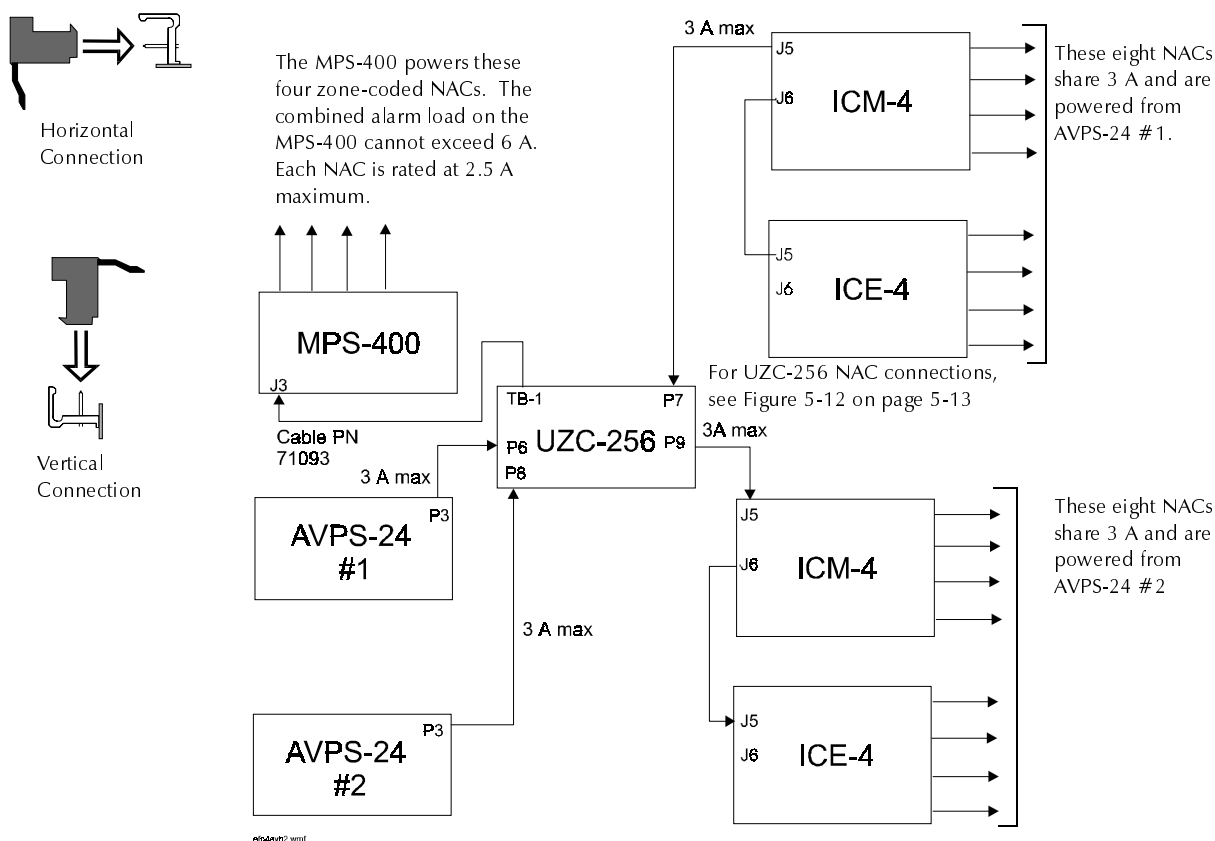 Horizontal
Connection
Vertical
Connection
The MPS-400 powers these
four zone-coded NACs. The
combined alarm load on the
MPS-400 cannot exceed 6 A.
Each NAC is rated at 2.5 A
maximum.
MPS-400
J3
Cable PN
71093
3 A max
P3
AVPS-24
#1
3 A max
P3
AVPS-24
#2
TB-1
P7
UZC-256
P6
P9
P8
For UZC-256 NAC connections,
see Figure 5-12 on page 5-13
3 A max
J5
J6
ICM-4
J5
J6
ICE-4
These eight NACs
share 3 A and are
powered from
AVPS-24 #1.
3A max
J5
J6
ICM-4
J5
J6
ICE-4
These eight NACs
share 3 A and are
powered from
AVPS-24 #2